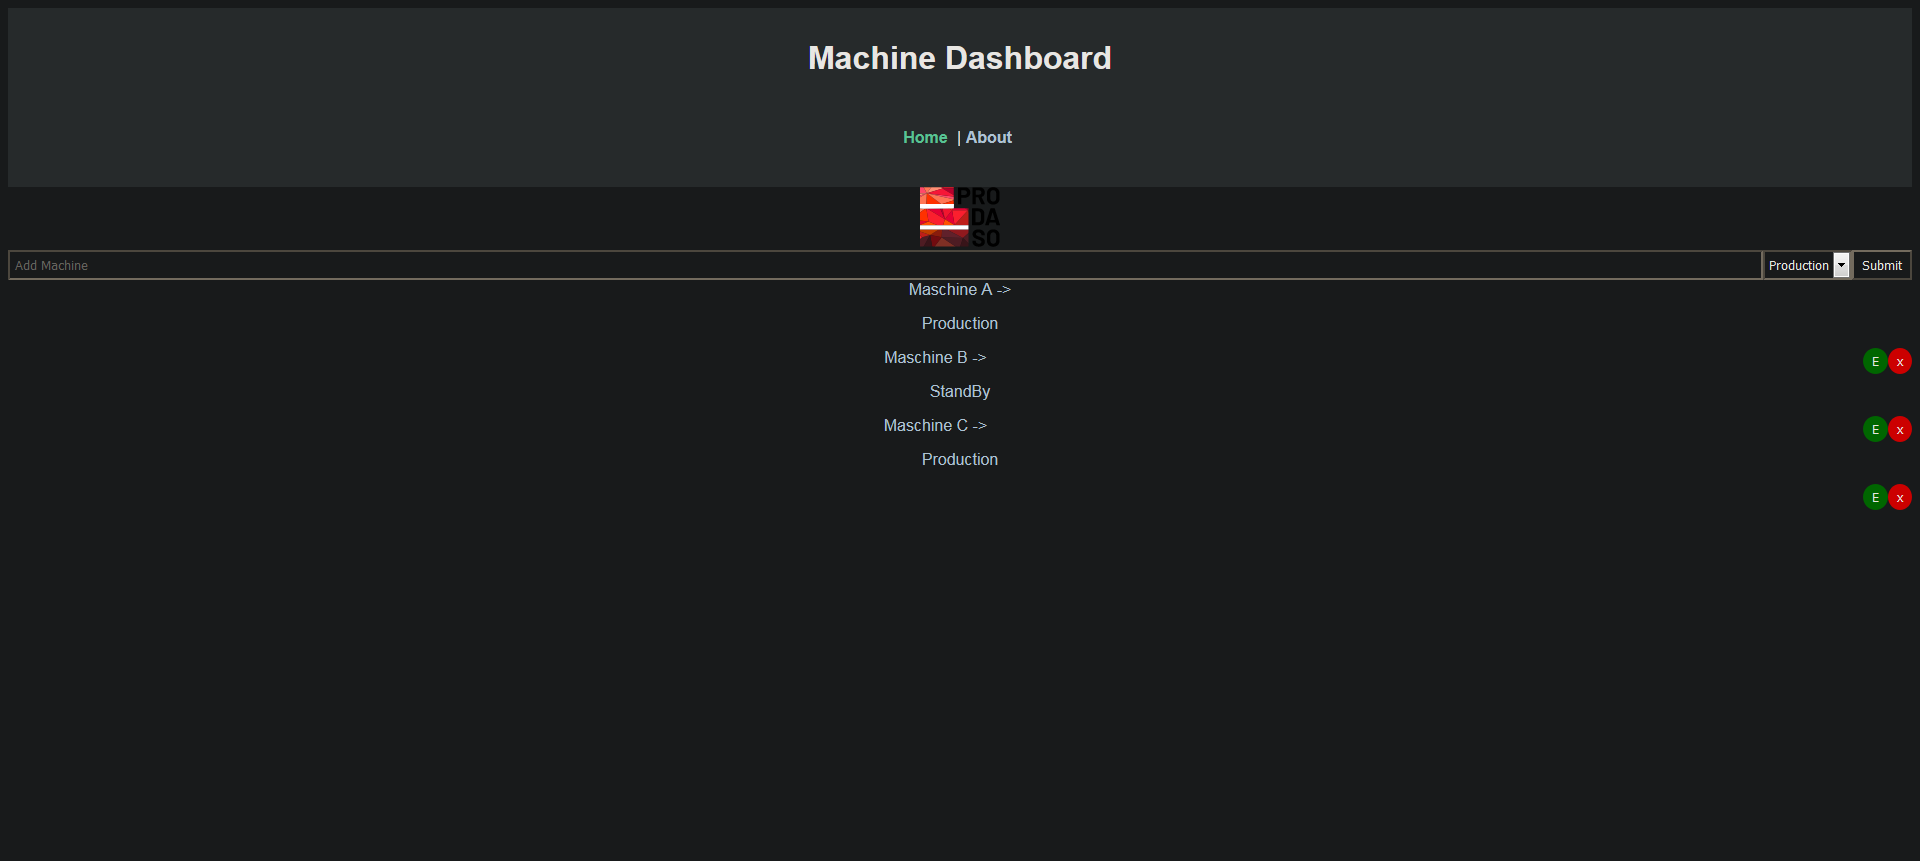 Machine Dashboard
Home | About
PRO
DA
SO
Add Machine Production Submit
Maschine A ->
Production
Maschine B -> E x
StandBy
Maschine C -> E x
Production
E x